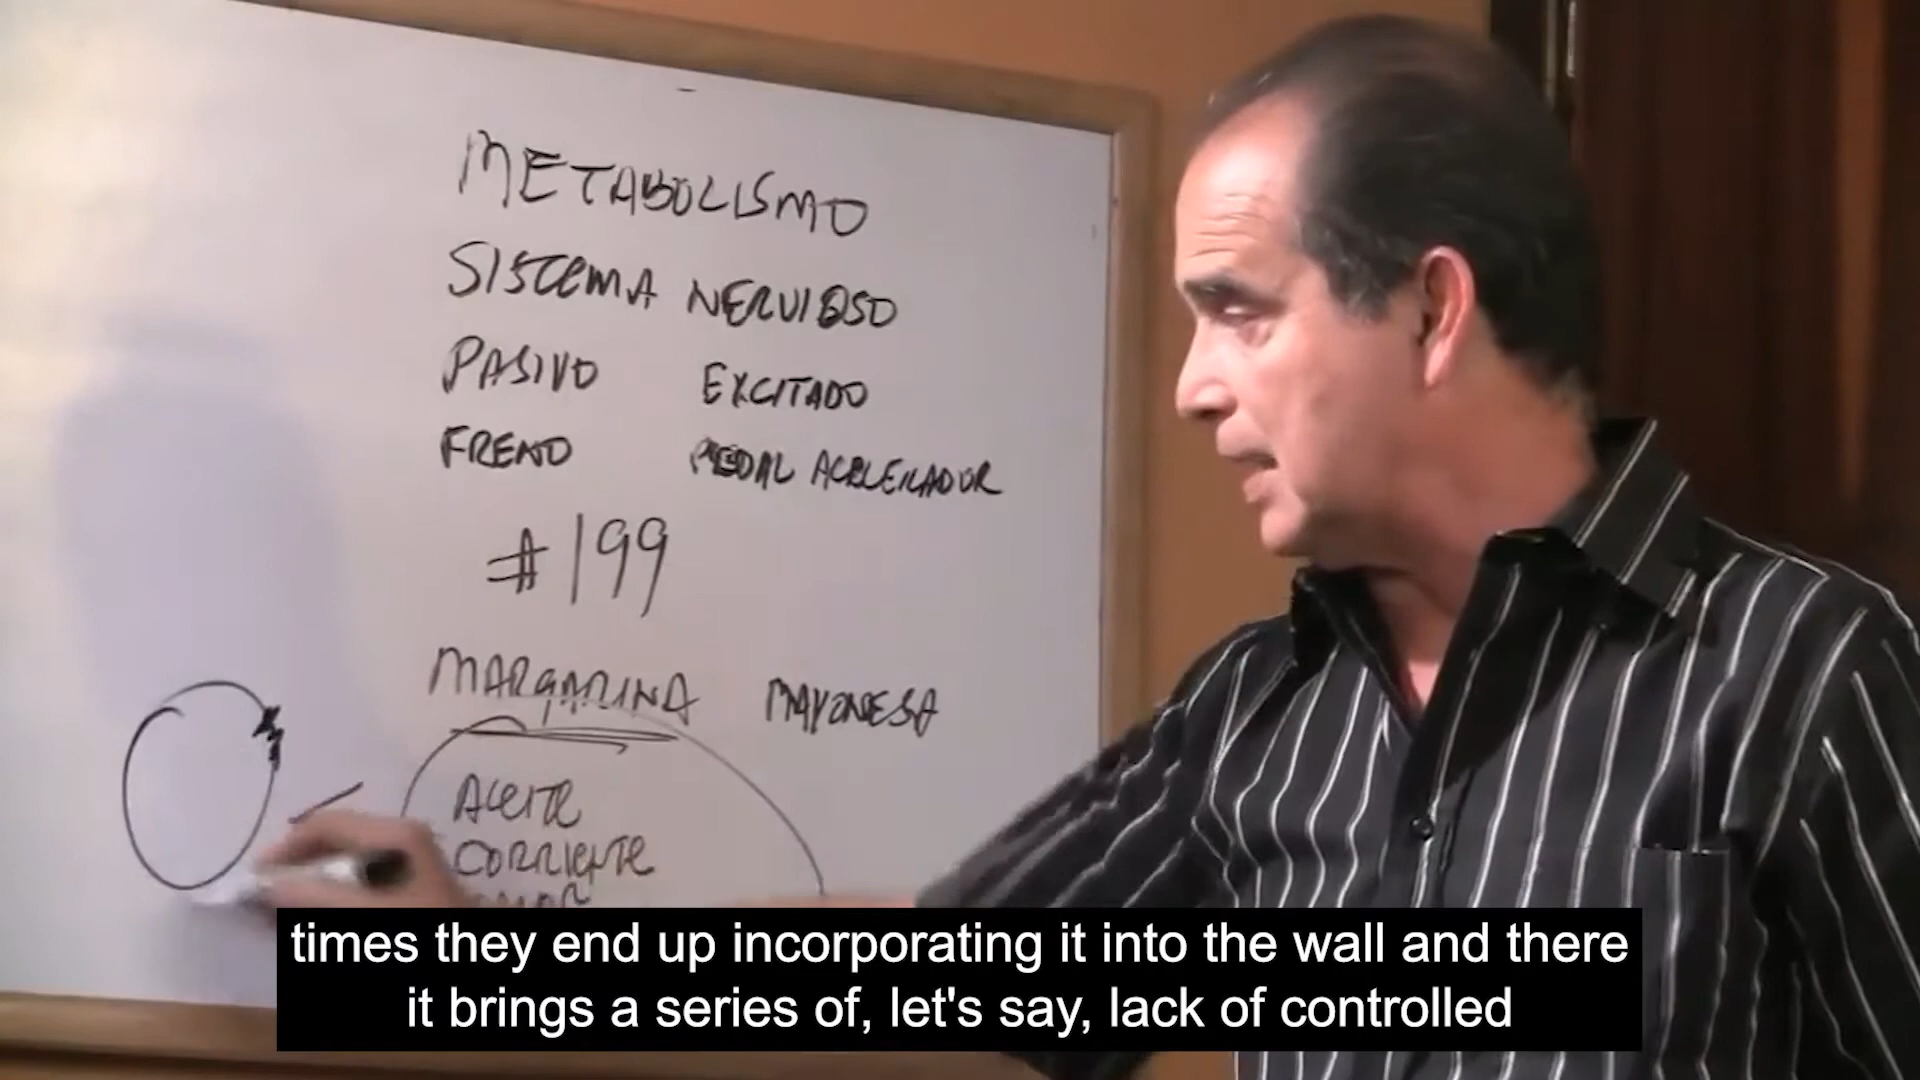 METABOLISMO
SISTEMA NERVIOSO
PASIVO EXCITADO
FRENO PEDAL ACELERADOR
#199
MARGARINA MAYONESA
ACEITE
CORRIENTE
times they end up incorporating it into the wall and there
it brings a series of, let's say, lack of controlled